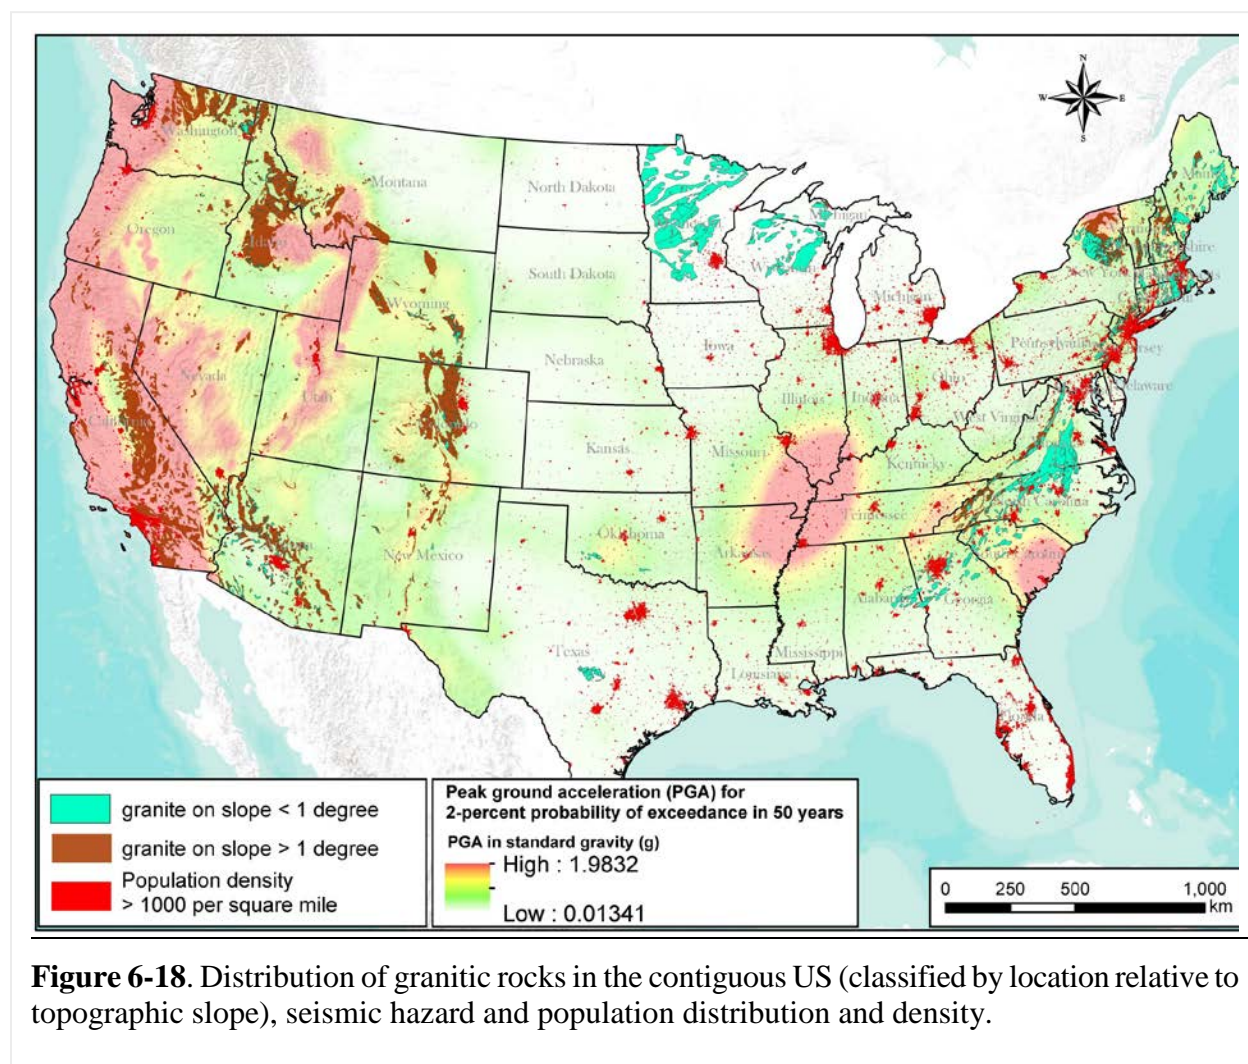 N
W E
S
Washington
Montana
North Dakota
Maine
Oregon
Idaho
Michigan
South Dakota
Wyoming
Michigan
New York
Iowa
Nebraska
Pennsylvania
Nevada
Utah
Illinois
Indiana
Ohio
Delaware
West Virginia
Kansas
Missouri
Kentucky
California
Tennessee
Oklahoma
New Mexico
Arkansas
Alabama
Georgia
Texas
Mississippi
Louisiana
Florida
granite on slope < 1 degree
granite on slope > 1 degree
Population density
> 1000 per square mile
Peak ground acceleration (PGA) for
2-percent probability of exceedance in 50 years
PGA in standard gravity (g)
High : 1.9832
Low : 0.01341
0 250 500 1,000
km
Figure 6-18. Distribution of granitic rocks in the contiguous US (classified by location relative to
topographic slope), seismic hazard and population distribution and density.